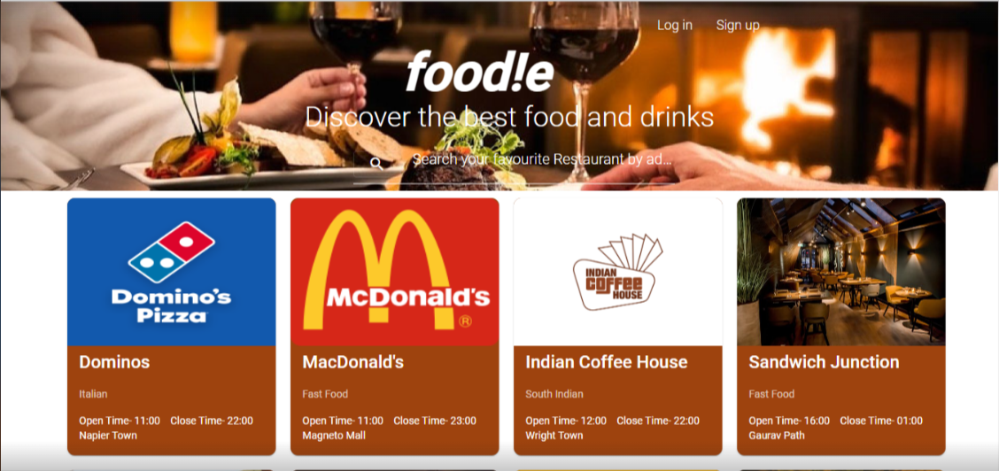 Log in Sign up
food!e
Discover the best food and drinks
Search your favourite Restaurant by ad...
Domino's
Pizza
McDonald's
®
INDIAN
COFFEE
HOUSE
Dominos
Italian
Open Time- 11:00 Close Time- 22:00
Napier Town
MacDonald's
Fast Food
Open Time- 11:00 Close Time- 23:00
Magneto Mall
Indian Coffee House
South Indian
Open Time- 12:00 Close Time- 22:00
Wright Town
Sandwich Junction
Fast Food
Open Time- 16:00 Close Time- 01:00
Gaurav Path